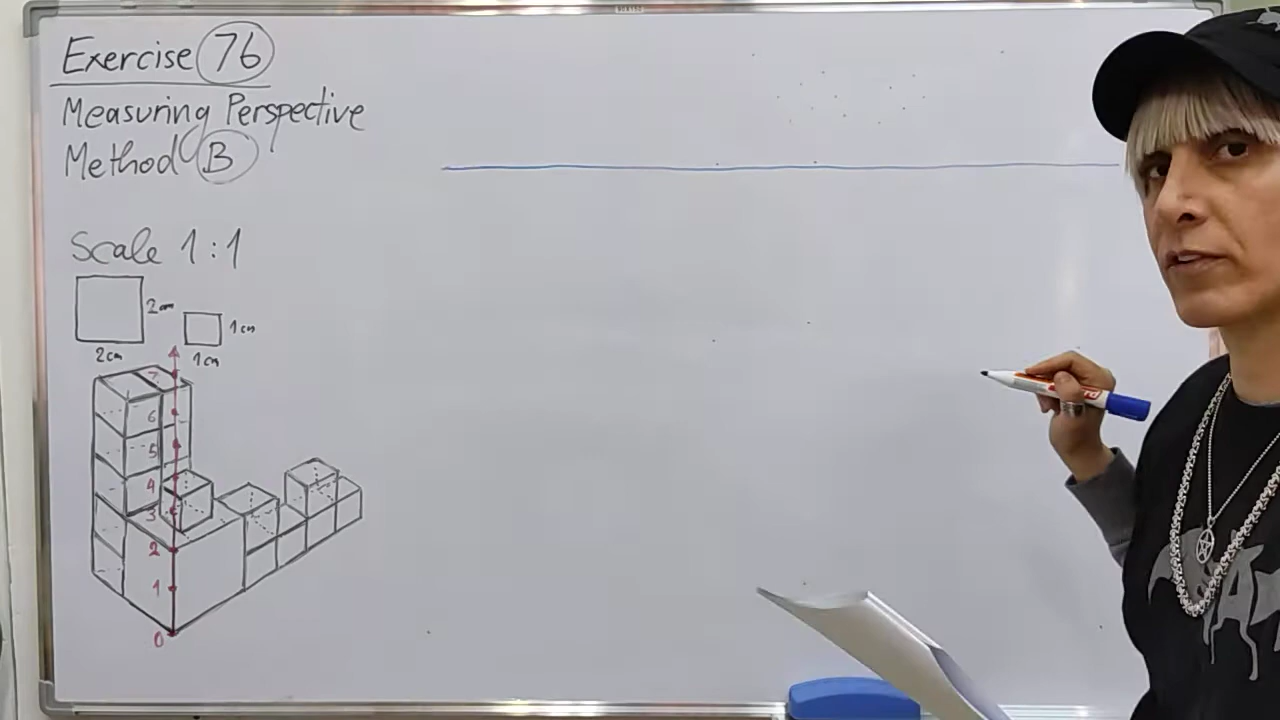 Exercise 76
Measuring Perspective
Method B
Scale 1:1
2cm
1cm
2cm
1cm
7
6
5
4
3
2
1
0